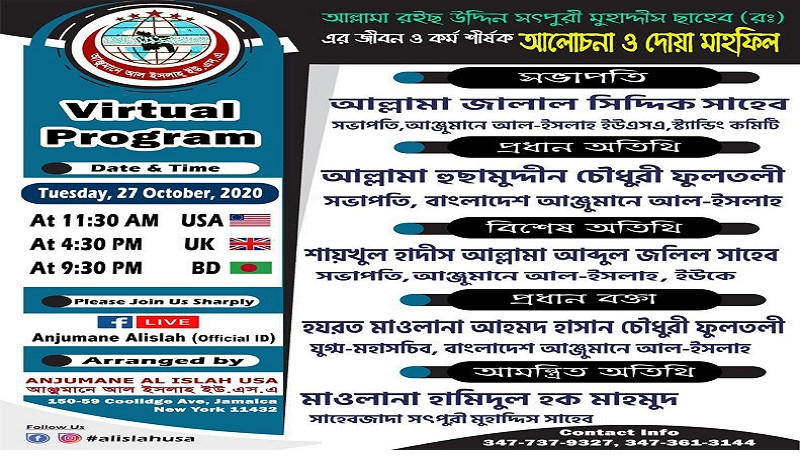 আঞ্জুমানে আল ইসলাহ ইউ.এস.এ
Virtual
Program
Date & Time
Tuesday, 27 October, 2020
At 11:30 AM USA
At 4:30 PM UK
At 9:30 PM BD
Please Join Us Sharply
f LIVE
Anjumane Alislah (Official ID)
Arranged by
ANJUMANE AL ISLAH USA
আঞ্জুমানে আল ইসলাহ ইউ.এস.এ
150-59 Coolidge Ave, Jamaica
New York 11432
Follow Us
#alislahusa
আল্লামা রইছ উদ্দিন সৎপুরী মুহাদ্দীস ছাহেব (রঃ)
এর জীবন ও কর্ম শীর্ষক আলোচনা ও দোয়া মাহফিল
সভাপতি
আল্লামা জালাল সিদ্দিক সাহেব
সভাপতি,আঞ্জুমানে আল-ইসলাহ ইউএসএ,স্ট্যান্ডিং কমিটি
প্রধান অতিথি
আল্লামা হুছামুদ্দীন চৌধুরী ফুলতলী
সভাপতি, বাংলাদেশ আঞ্জুমানে আল-ইসলাহ
বিশেষ অতিথি
শায়খুল হাদীস আল্লামা আব্দুল জলিল সাহেব
সভাপতি, আঞ্জুমানে আল-ইসলাহ, ইউকে
প্রধান বক্তা
হযরত মাওলানা আহমদ হাসান চৌধুরী ফুলতলী
যুগ্ম-মহাসচিব, বাংলাদেশ আঞ্জুমানে আল-ইসলাহ
আমন্ত্রিত অতিথি
মাওলানা হামিদুল হক মাহমুদ
সাহেবজাদা সৎপুরী মুহাদ্দিস সাহেব
Contact Info
347-737-9327, 347-361-3144